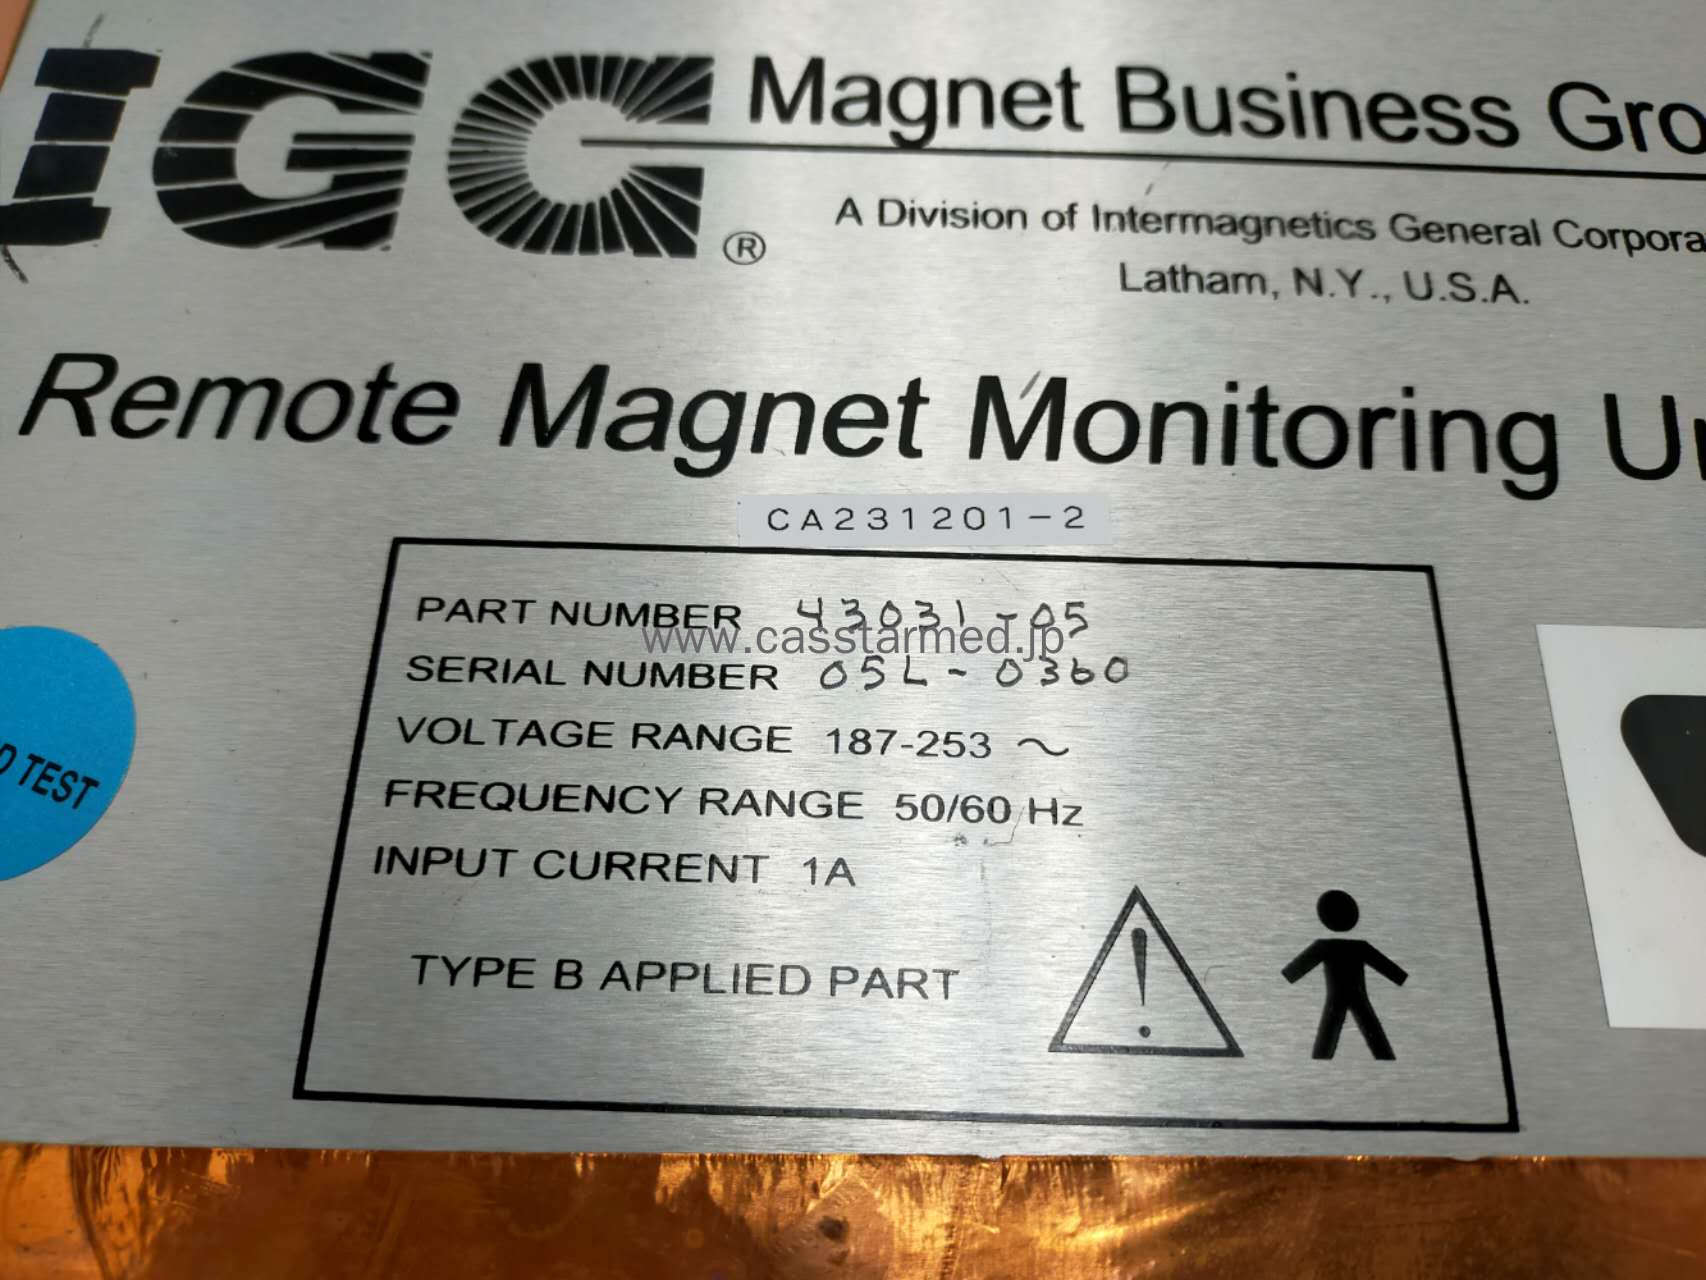 IGC® Magnet Business Gro
A Division of Intermagnetics General Corpora
Latham, N.Y., U.S.A.
Remote Magnet Monitoring Un
CA231201-2
PART NUMBER 43031-05
www.casstarmed.jp
SERIAL NUMBER 05L-0360
VOLTAGE RANGE 187-253 ~
FREQUENCY RANGE 50/60 Hz
D TEST
INPUT CURRENT 1A
TYPE B APPLIED PART